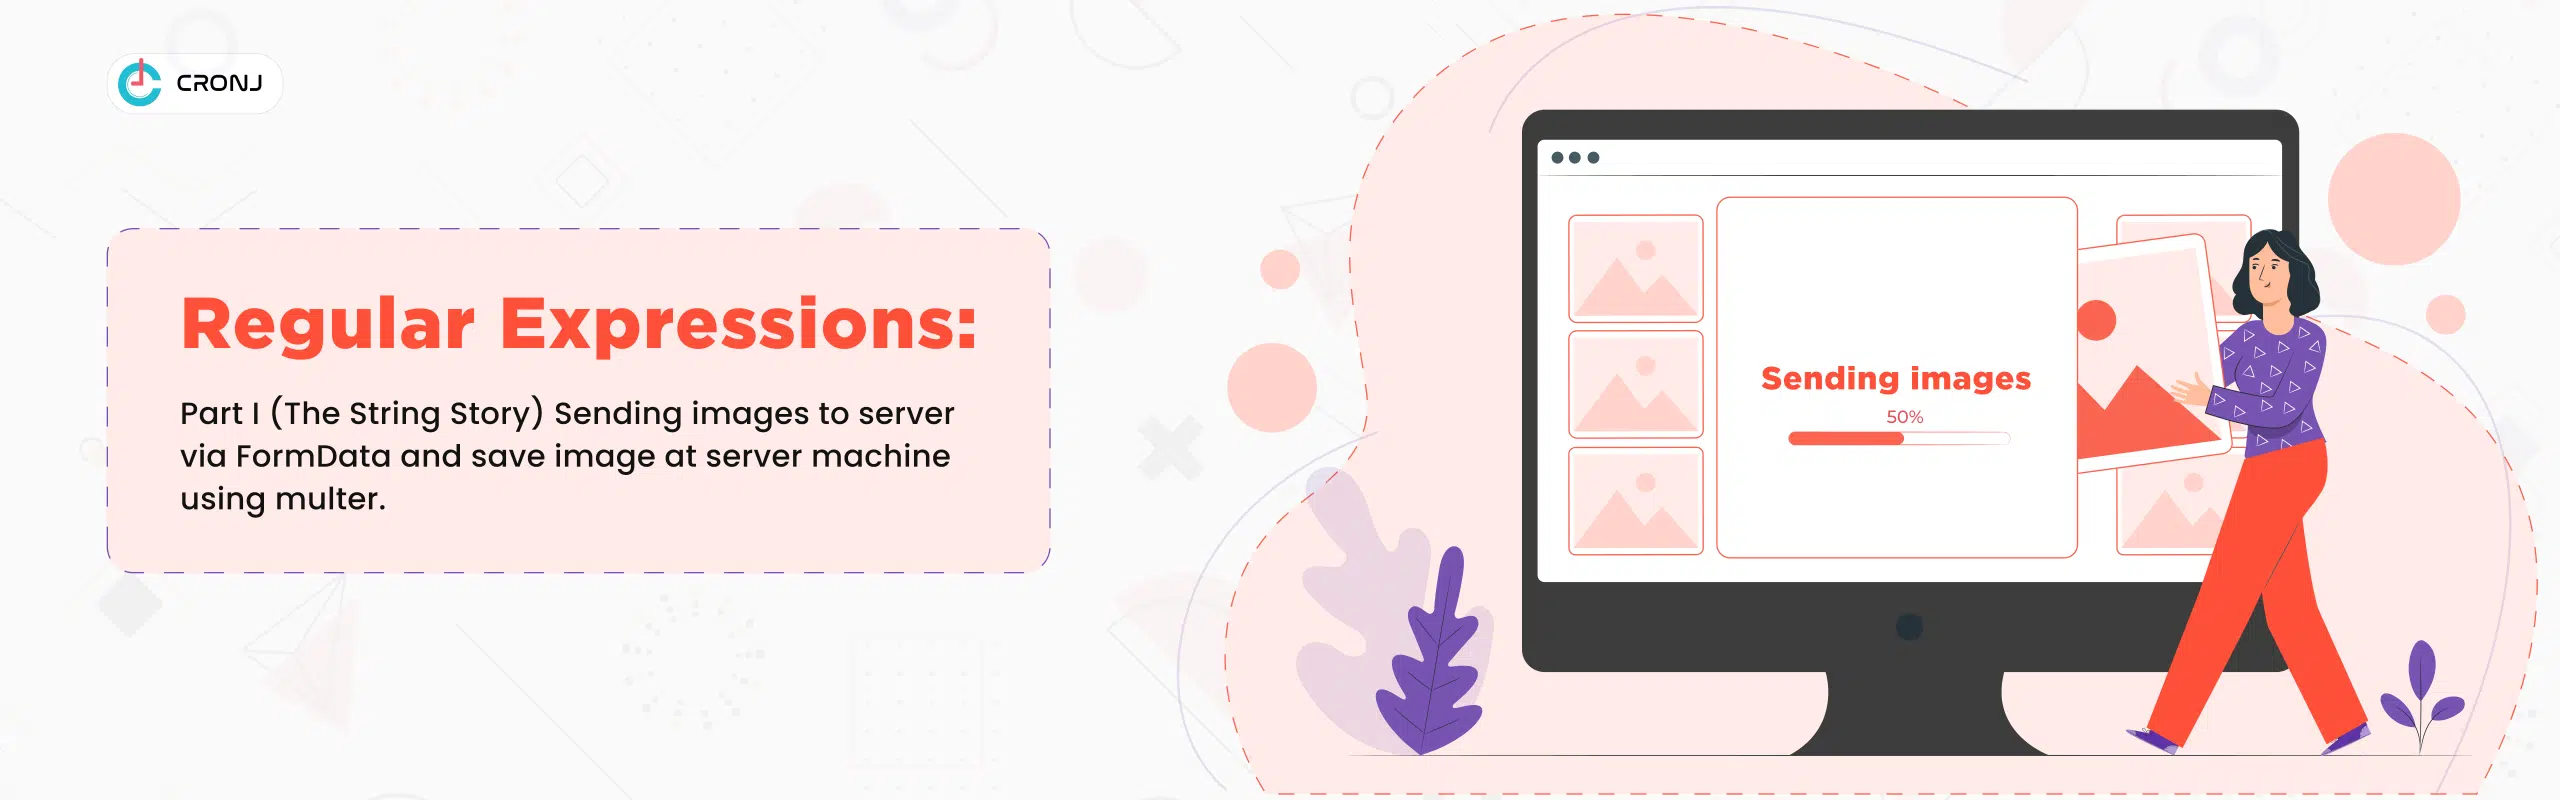 CRONJ
Regular Expressions:
Part I (The String Story) Sending images to server
via FormData and save image at server machine
using multer.
Sending images
50%